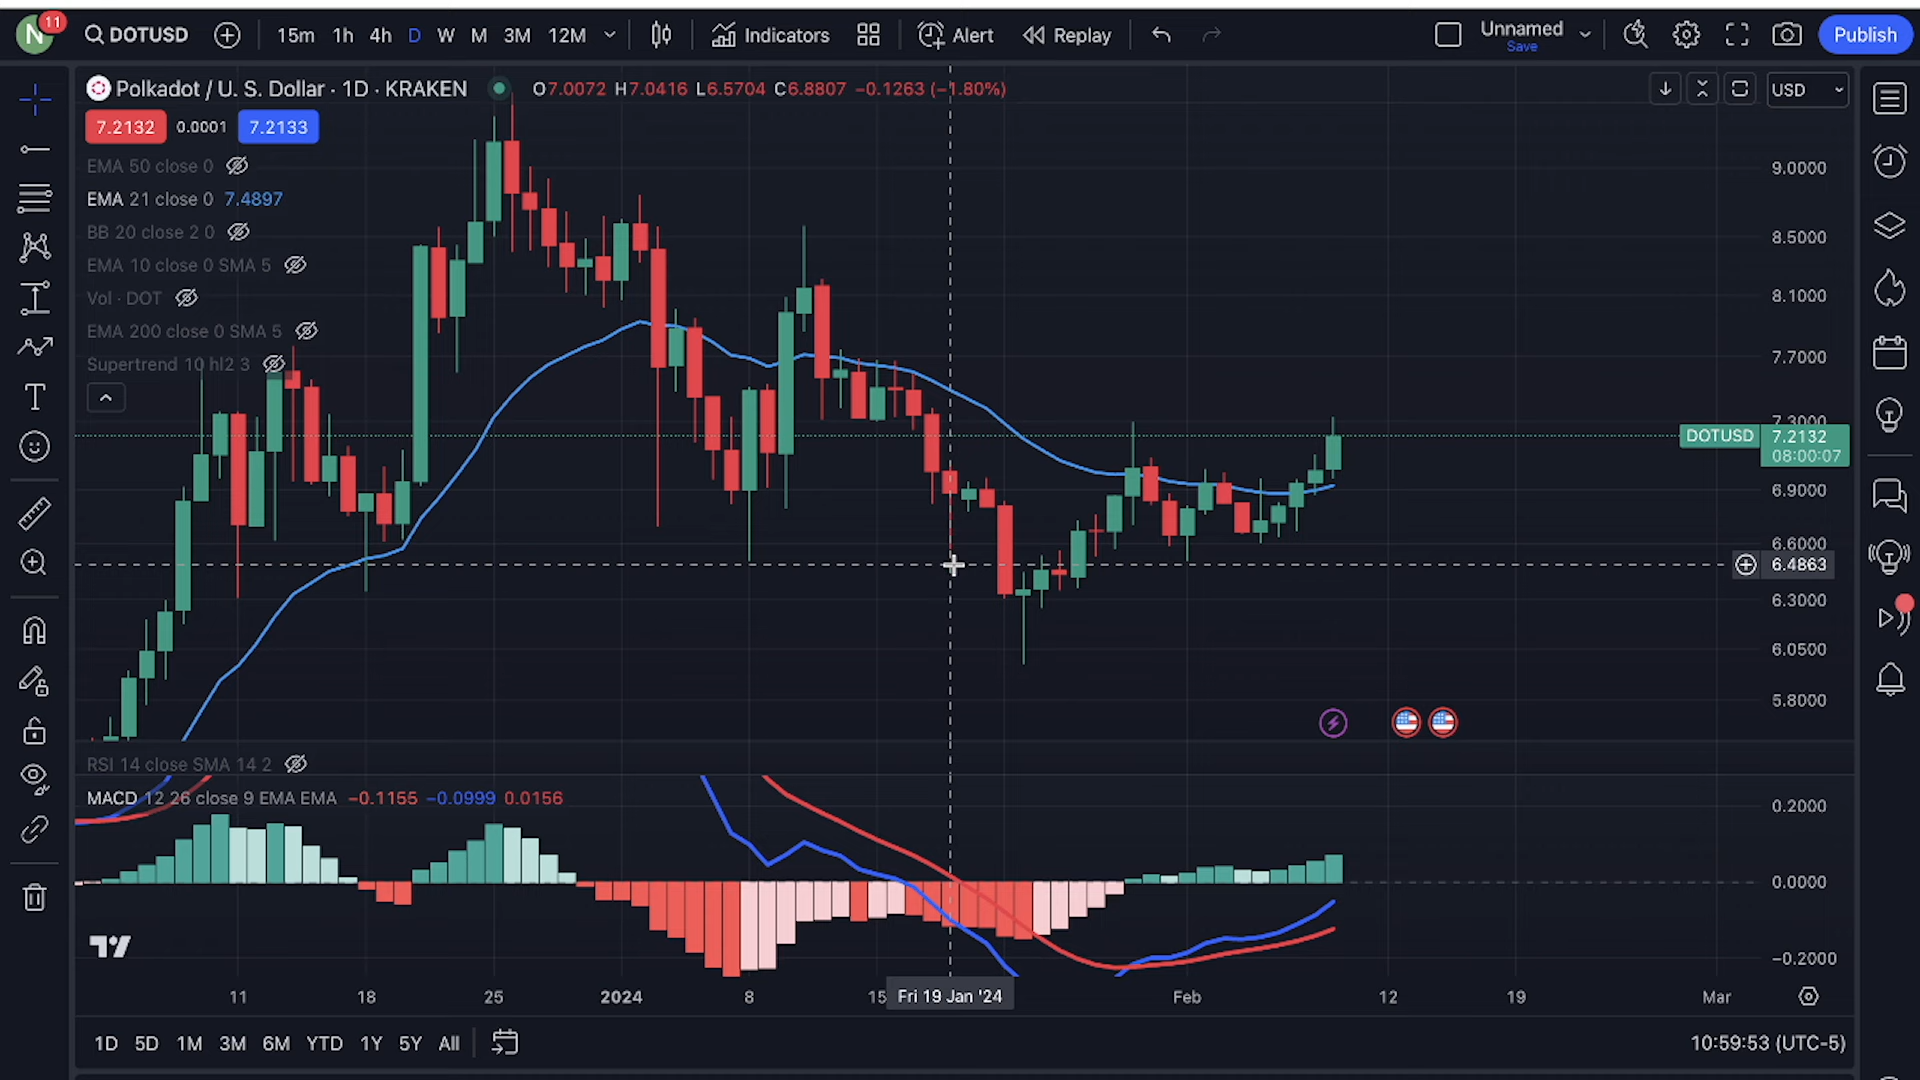 N 11 DOTUSD 15m 1h 4h D W M 3M 12M Indicators Alert Replay Unnamed Save Publish
Polkadot / U. S. Dollar · 1D · KRAKEN O7.0072 H7.0416 L6.5704 C6.8807 −0.1263 (−1.80%) USD
7.2132 0.0001 7.2133
EMA 50 close 0
EMA 21 close 0 7.4897
BB 20 close 2 0
EMA 10 close 0 SMA 5
Vol · DOT
EMA 200 close 0 SMA 5
Supertrend 10 hl2 3
9.0000
8.5000
8.1000
7.7000
7.3000
DOTUSD 7.2132
08:00:07
6.9000
6.6000
6.4863
6.3000
6.0500
5.8000
RSI 14 close SMA 14 2
MACD 12 26 close 9 EMA EMA −0.1155 −0.0999 0.0156
0.2000
0.0000
−0.2000
11 18 25 2024 8 15 Fri 19 Jan '24 Feb 12 19 Mar
1D 5D 1M 3M 6M YTD 1Y 5Y All 10:59:53 (UTC-5)